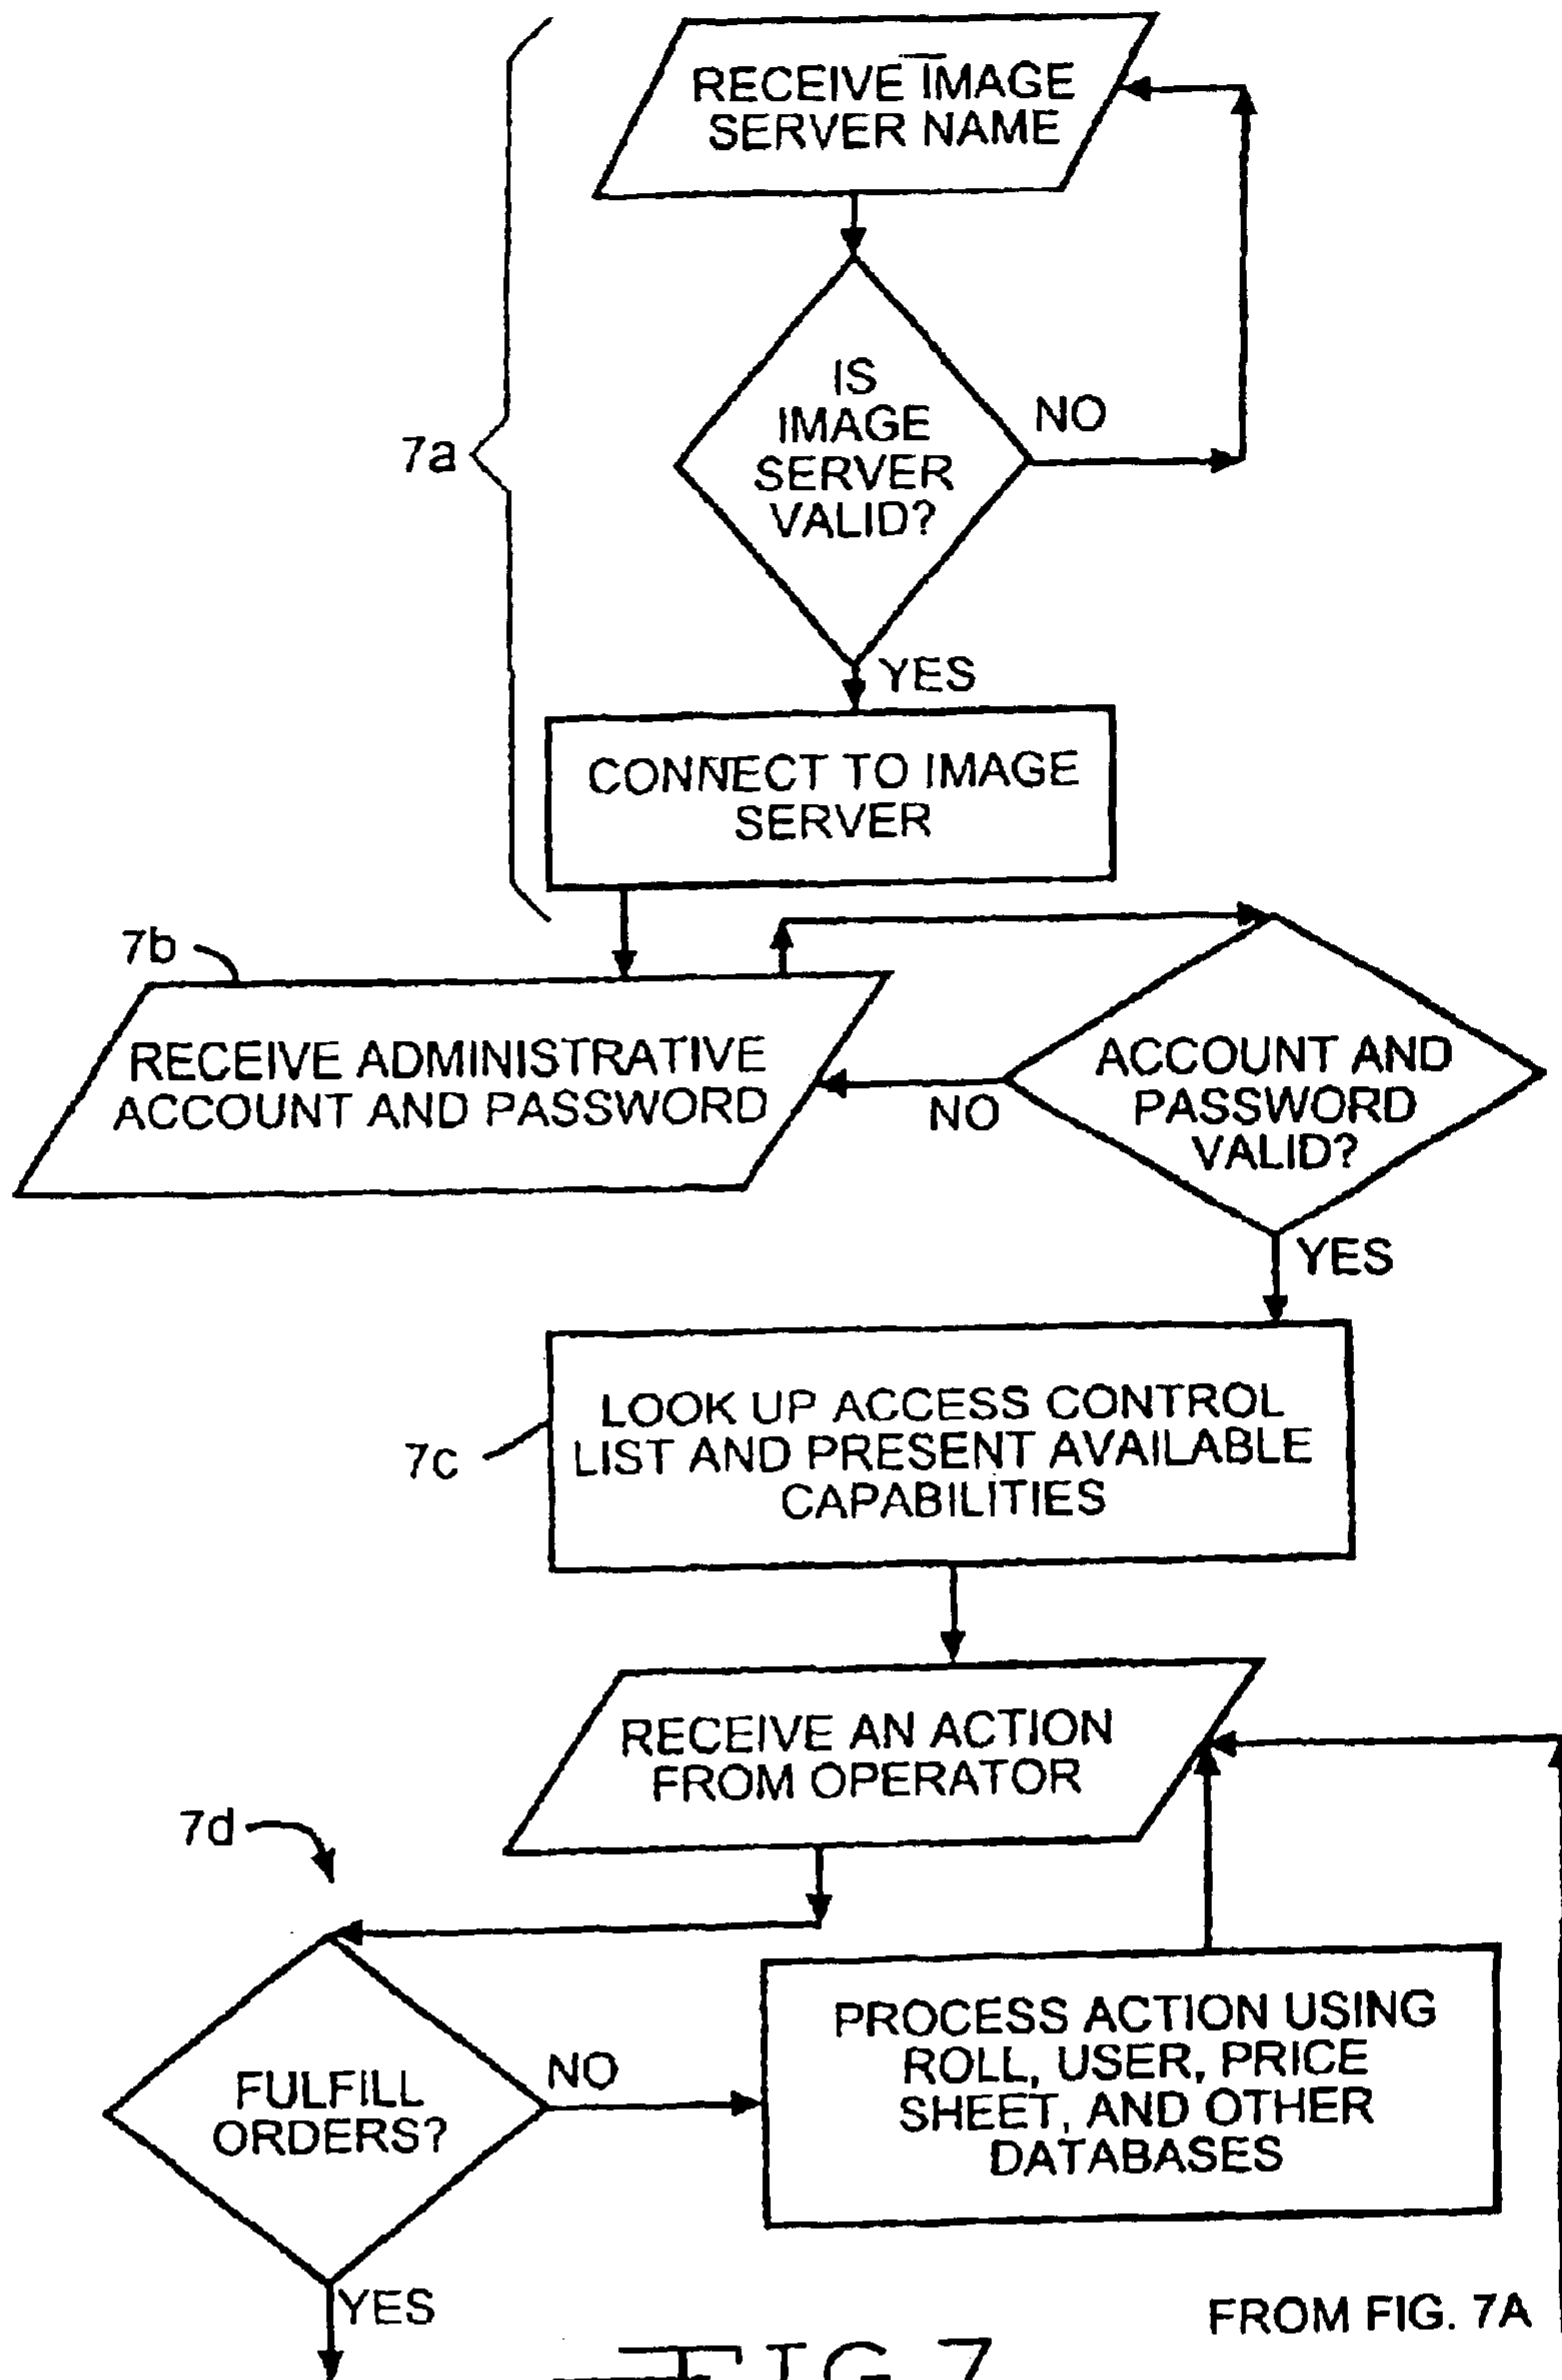 RECEIVE IMAGE
SERVER NAME
IS
IMAGE
SERVER
VALID?
NO
7a
YES
CONNECT TO IMAGE
SERVER
7b
RECEIVE ADMINISTRATIVE
ACCOUNT AND PASSWORD
NO
ACCOUNT AND
PASSWORD
VALID?
YES
7c
LOOK UP ACCESS CONTROL
LIST AND PRESENT AVAILABLE
CAPABILITIES
RECEIVE AN ACTION
FROM OPERATOR
7d
FULFILL
ORDERS?
NO
PROCESS ACTION USING
ROLL, USER, PRICE
SHEET, AND OTHER
DATABASES
YES
FROM FIG. 7A
FIG 7